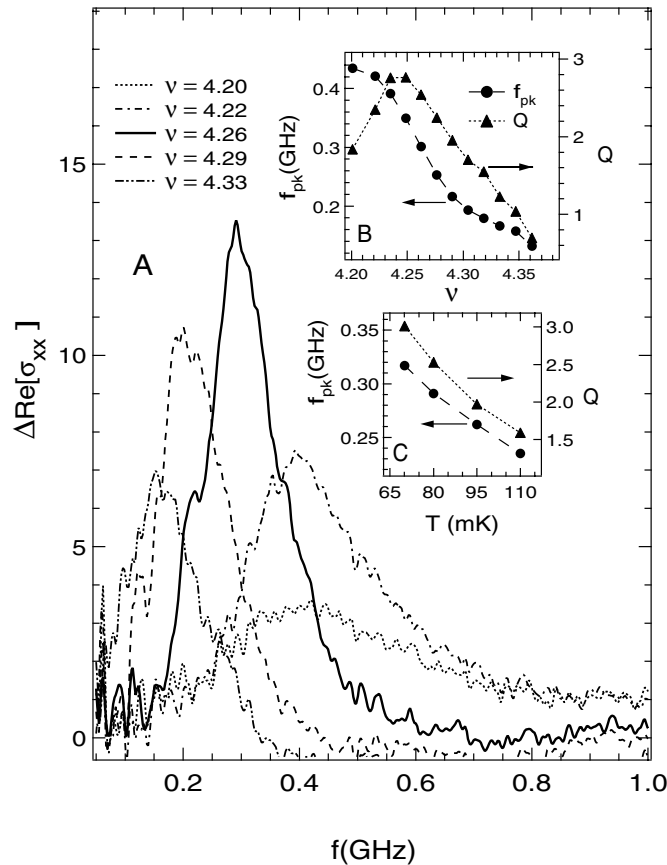 ν = 4.20
ν = 4.22
ν = 4.26
ν = 4.29
ν = 4.33
A
ΔRe[σxx ]
15
10
5
0
0.2
0.4
0.6
0.8
1.0
f(GHz)
fpk
Q
B
fpk(GHz)
0.4
0.3
0.2
3
2
1
Q
4.20
4.25
4.30
4.35
ν
C
fpk(GHz)
0.35
0.30
0.25
3.0
2.5
2.0
1.5
Q
65
80
95
110
T (mK)